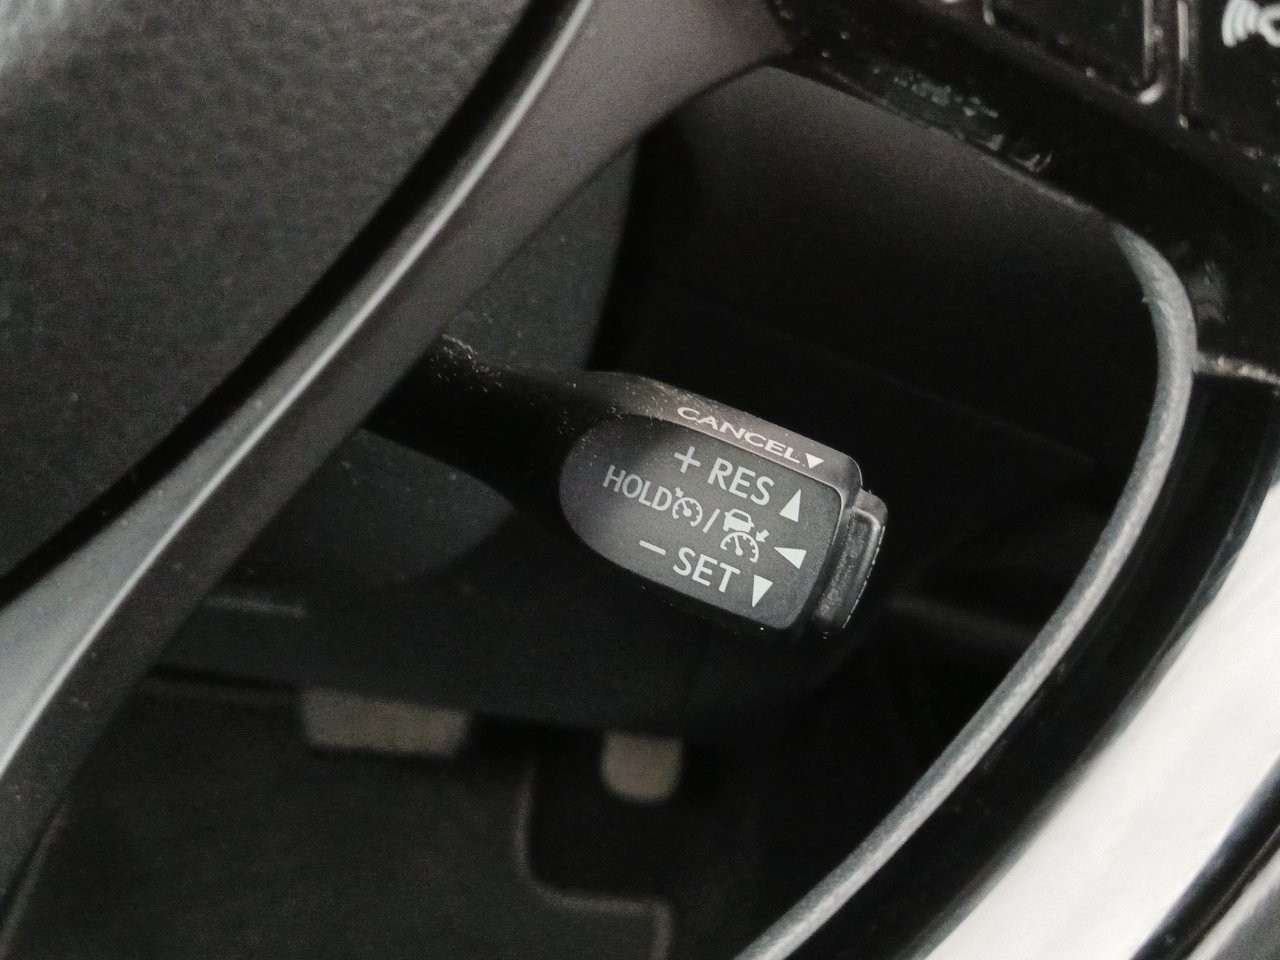 CANCEL▼
+ RES ▲
HOLD / ◀
− SET ▼